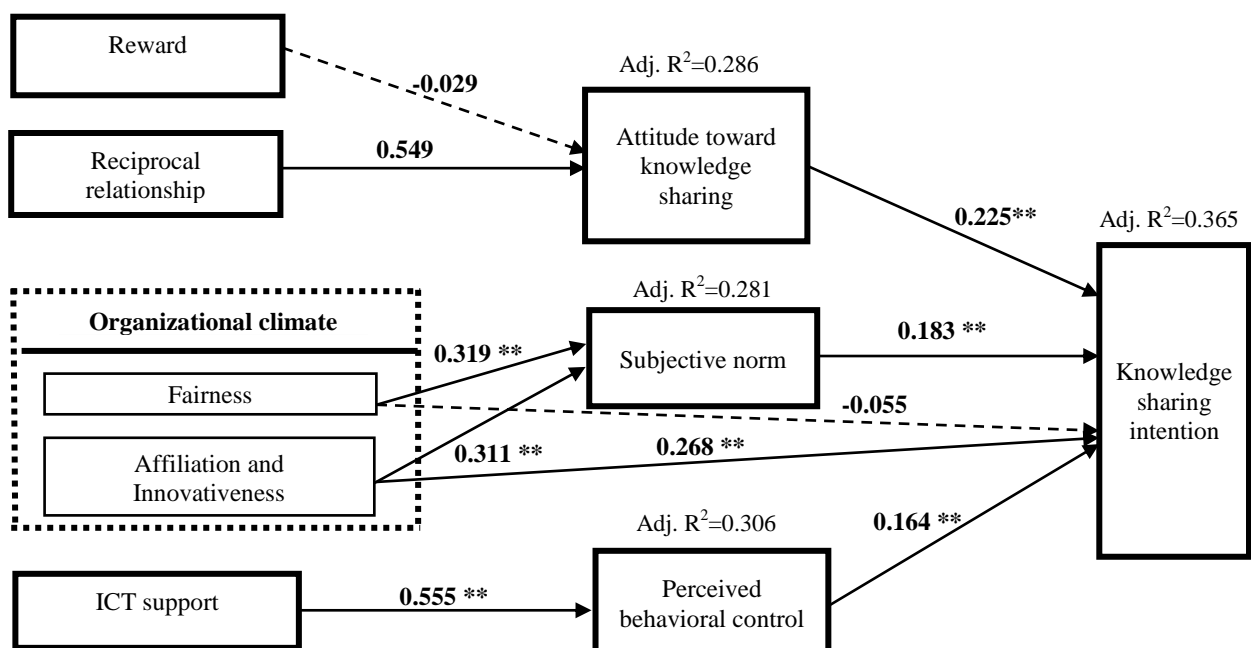 Reward
Adj. R²=0.286
-0.029
Attitude toward
knowledge
sharing
Reciprocal
relationship
0.549
0.225**
Adj. R²=0.365
Organizational climate
Adj. R²=0.281
0.319 **
Subjective norm
0.183 **
Fairness
-0.055
Knowledge
sharing
intention
Affiliation and
Innovativeness
0.311 **
0.268 **
Adj. R²=0.306
0.164 **
ICT support
0.555 **
Perceived
behavioral control